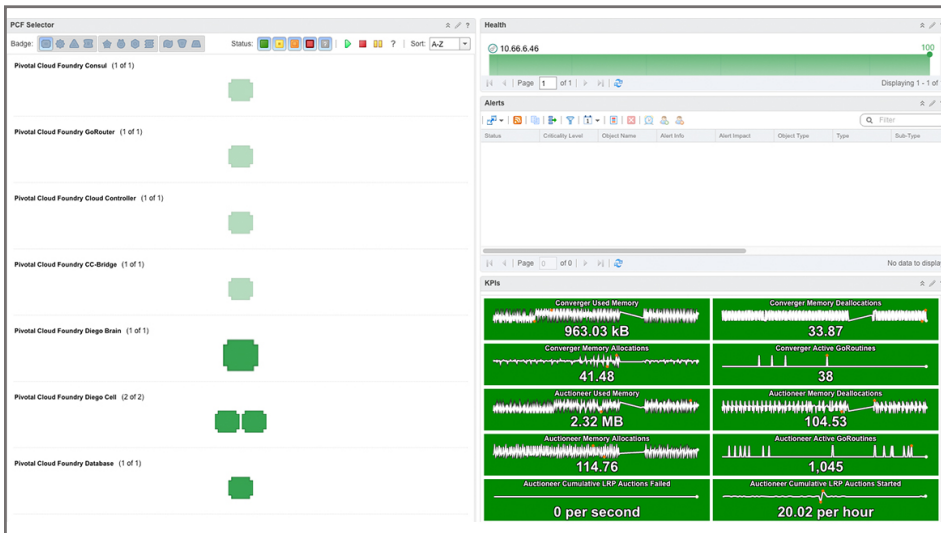 PCF Selector
Badge:
Status:
Sort: A-Z
Pivotal Cloud Foundry Consul (1 of 1)
Pivotal Cloud Foundry GoRouter (1 of 1)
Pivotal Cloud Foundry Cloud Controller (1 of 1)
Pivotal Cloud Foundry CC-Bridge (1 of 1)
Pivotal Cloud Foundry Diego Brain (1 of 1)
Pivotal Cloud Foundry Diego Cell (2 of 2)
Pivotal Cloud Foundry Database (1 of 1)
Health
10.66.6.46
100
Page 1 of 1
Displaying 1 - 1 of
Alerts
Filter
Status Criticality Level Object Name Alert Info Alert Impact Object Type Type Sub-Type
Page 0 of 0
No data to display
KPIs
Converger Used Memory
963.03 kB
Converger Memory Deallocations
33.87
Converger Memory Allocations
41.48
Converger Active GoRoutines
38
Auctioneer Used Memory
2.32 MB
Auctioneer Memory Deallocations
104.53
Auctioneer Memory Allocations
114.76
Auctioneer Active GoRoutines
1,045
Auctioneer Cumulative LRP Auctions Failed
0 per second
Auctioneer Cumulative LRP Auctions Started
20.02 per hour